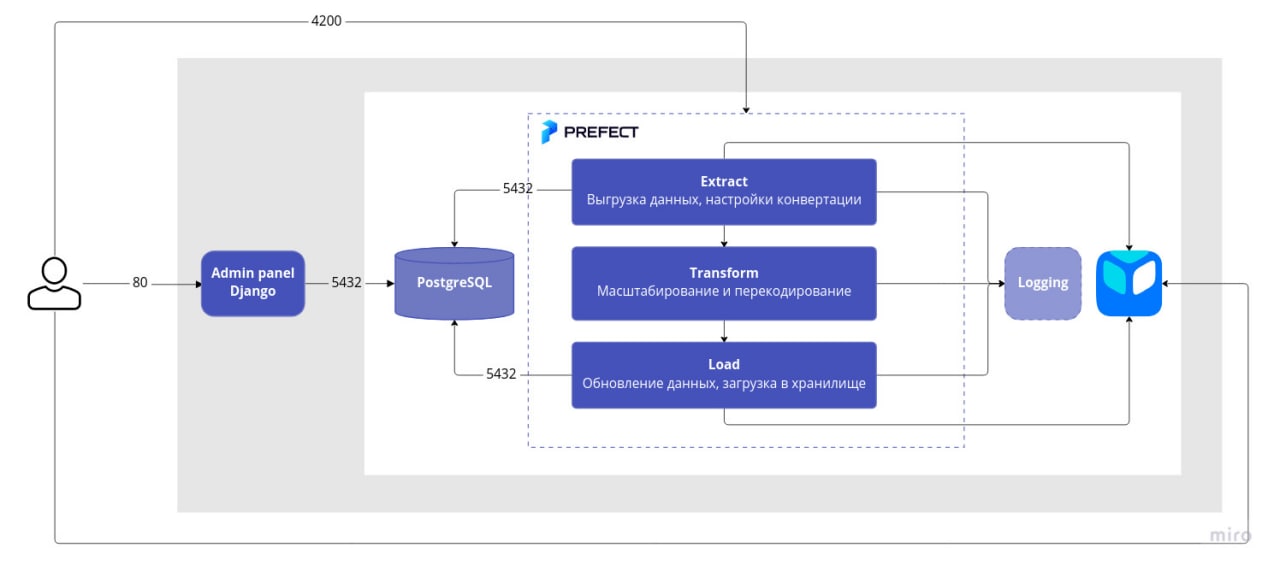 4200
PREFECT
Extract
Выгрузка данных, настройки конвертации
5432
Admin panel
Django
80
5432
PostgreSQL
Transform
Масштабирование и перекодирование
Logging
Load
Обновление данных, загрузка в хранилище
5432
miro